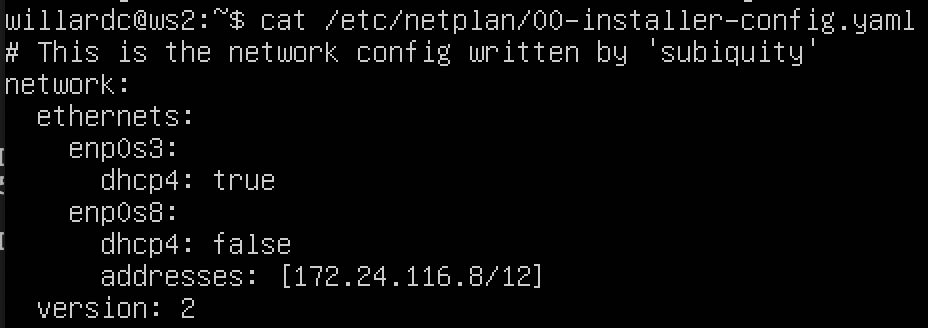 willardc@ws2:~$ cat /etc/netplan/00-installer-config.yaml
# This is the network config written by 'subiquity'
network:
  ethernets:
    enp0s3:
      dhcp4: true
    enp0s8:
      dhcp4: false
      addresses: [172.24.116.8/12]
  version: 2